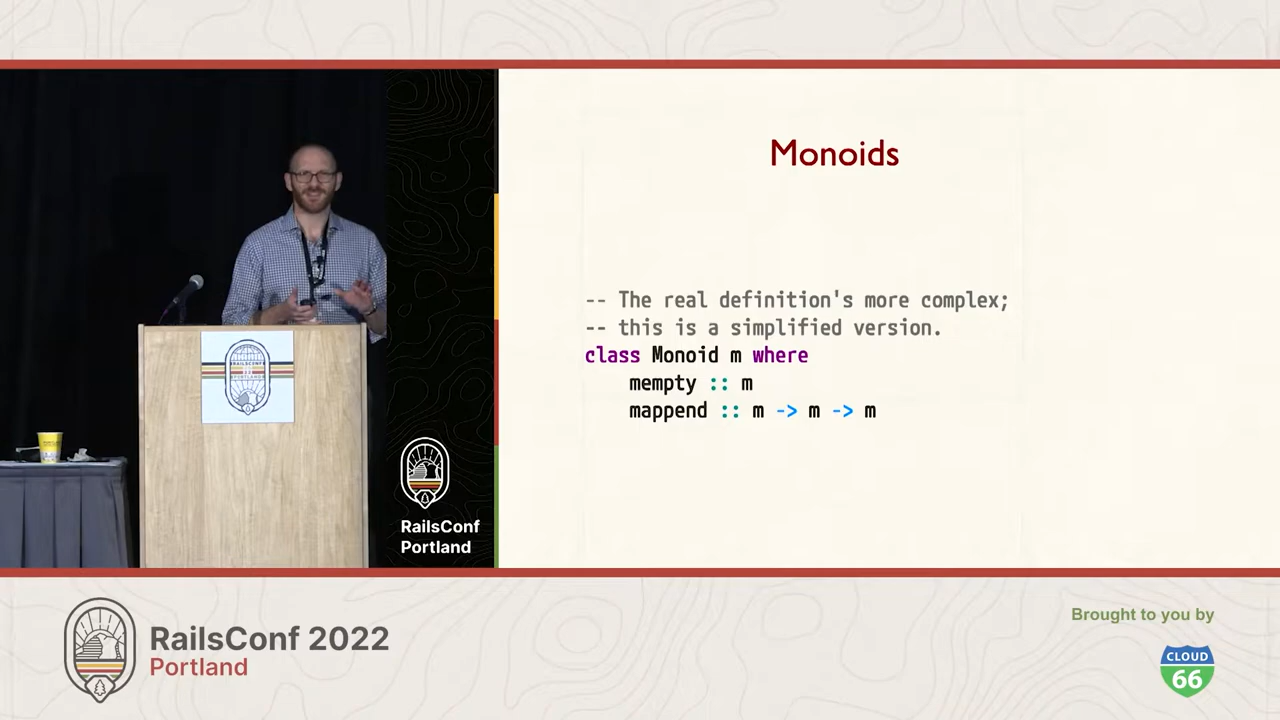 Monoids
-- The real definition's more complex;
-- this is a simplified version.
class Monoid m where
mempty :: m
mappend :: m -> m -> m
RailsConf
Portland
RailsConf 2022
Portland
Brought to you by
CLOUD
66